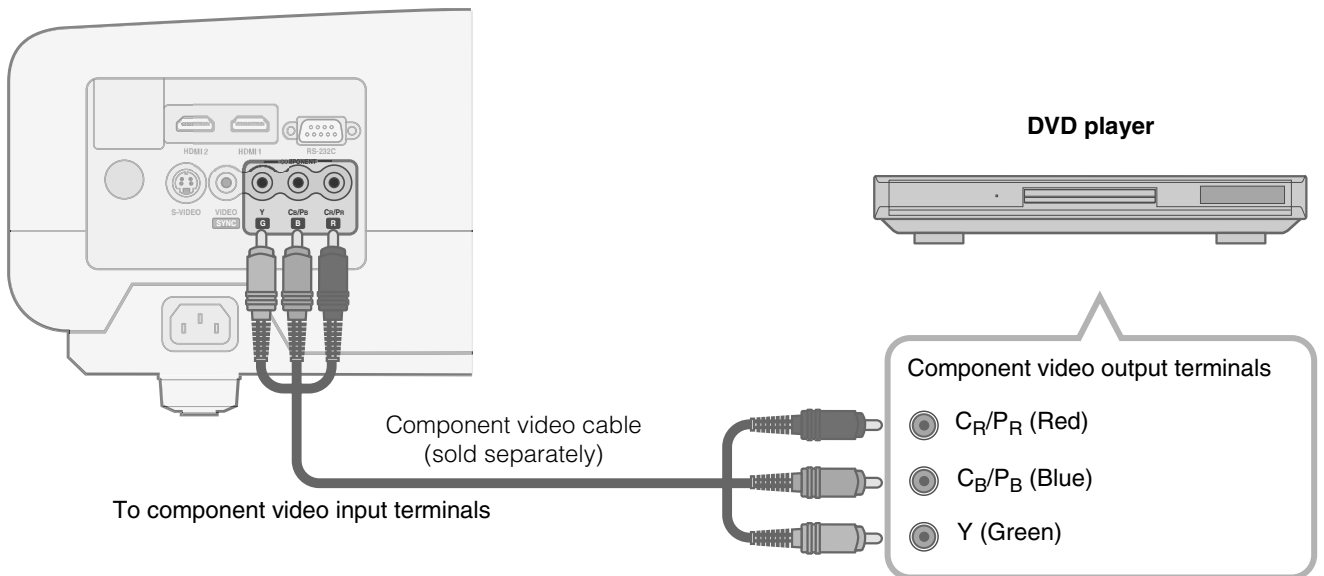 HDMI 2 HDMI 1 RS-232C
COMPONENT
S-VIDEO VIDEO Y CB/PB CR/PR
SYNC G B R
DVD player
Component video output terminals
CR/PR (Red)
CB/PB (Blue)
Y (Green)
Component video cable
(sold separately)
To component video input terminals